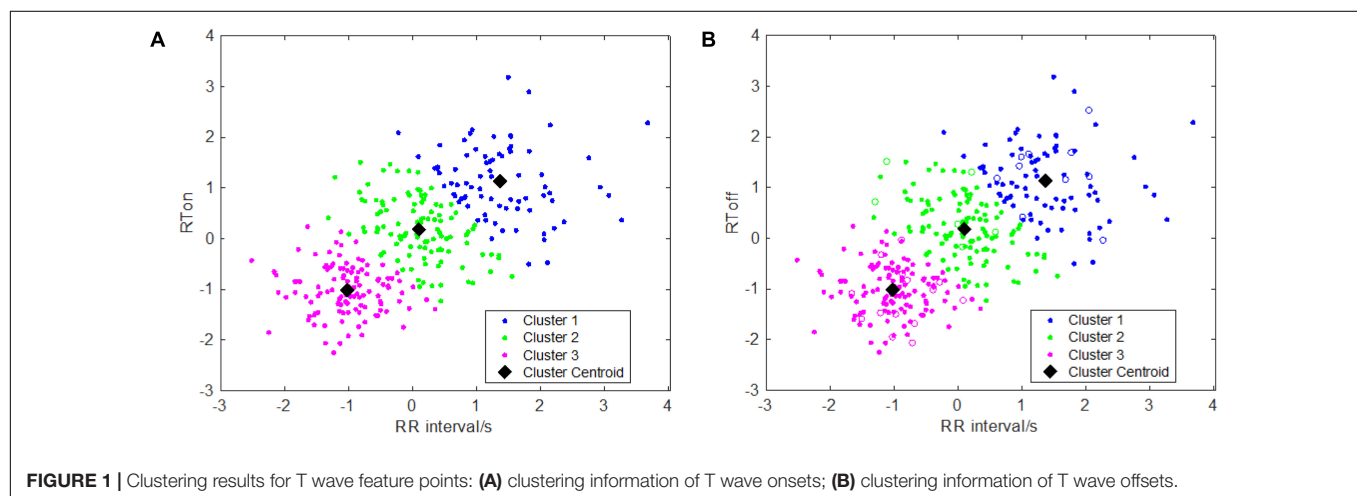 A
4
3
2
1
0
-1
-2
-3
RTon
-3 -2 -1 0 1 2 3 4
RR interval/s
Cluster 1
Cluster 2
Cluster 3
Cluster Centroid
B
4
3
2
1
0
-1
-2
-3
RToff
-3 -2 -1 0 1 2 3 4
RR interval/s
Cluster 1
Cluster 2
Cluster 3
Cluster Centroid
FIGURE 1 | Clustering results for T wave feature points: (A) clustering information of T wave onsets; (B) clustering information of T wave offsets.